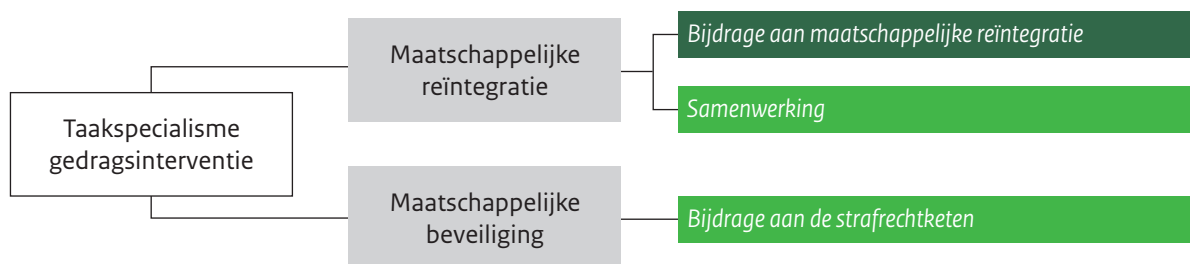 Taakspecialisme
gedragsinterventie
Maatschappelijke
reïntegratie
Bijdrage aan maatschappelijke reïntegratie
Samenwerking
Maatschappelijke
beveiliging
Bijdrage aan de strafrechtketen